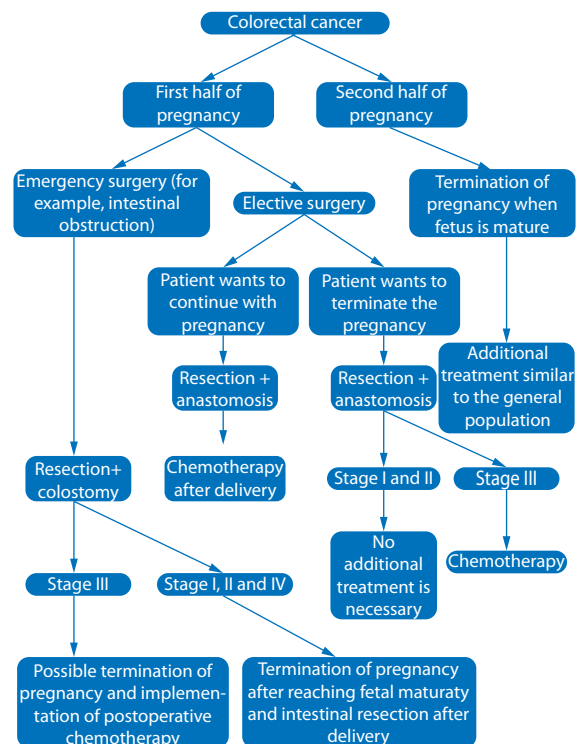 Colorectal cancer
First half of
pregnancy
Second half of
pregnancy
Emergency surgery (for
example, intestinal
obstruction)
Elective surgery
Termination of
pregnancy when
fetus is mature
Patient wants to
continue with
pregnancy
Patient wants to
terminate the
pregnancy
Resection +
anastomosis
Resection +
anastomosis
Additional
treatment similar
to the general
population
Resection+
colostomy
Chemotherapy
after delivery
Stage I and II
Stage III
No
additional
treatment is
necessary
Chemotherapy
Stage III
Stage I, II and IV
Possible termination of
pregnancy and implemen-
tation of postoperative
chemotherapy
Termination of pregnancy
after reaching fetal maturaty
and intestinal resection after
delivery